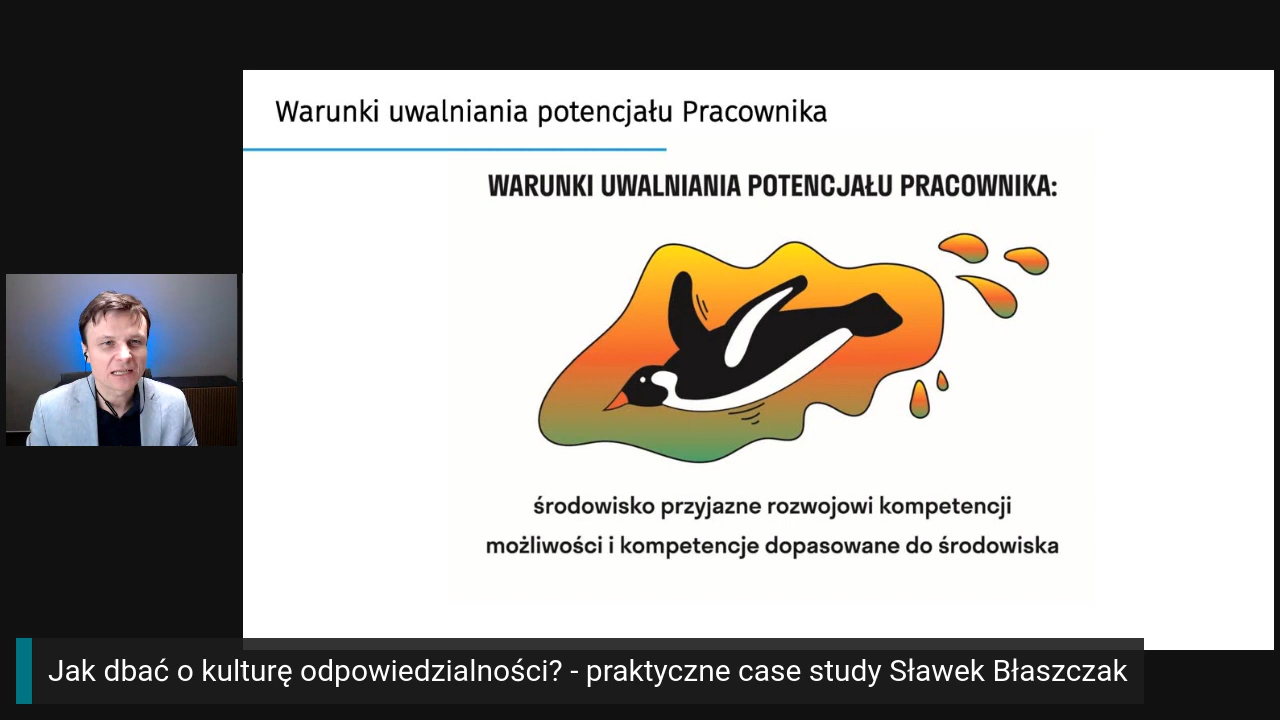 Warunki uwalniania potencjału Pracownika
WARUNKI UWALNIANIA POTENCJAŁU PRACOWNIKA:
środowisko przyjazne rozwojowi kompetencji
możliwości i kompetencje dopasowane do środowiska
Jak dbać o kulturę odpowiedzialności? - praktyczne case study Sławek Błaszczak